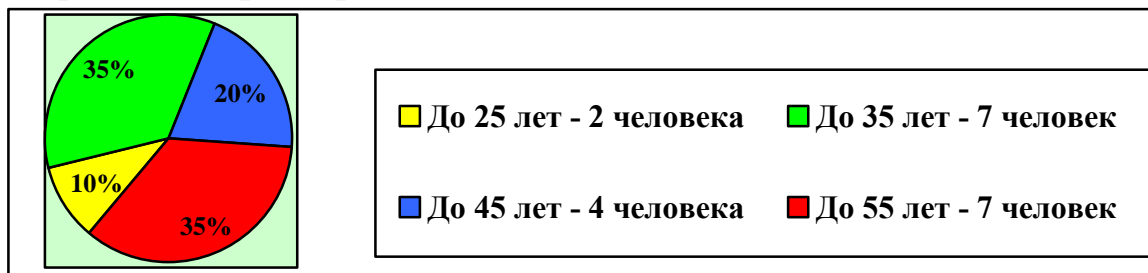 35%
20%
10%
35%
До 25 лет - 2 человека
До 35 лет - 7 человек
До 45 лет - 4 человека
До 55 лет - 7 человек